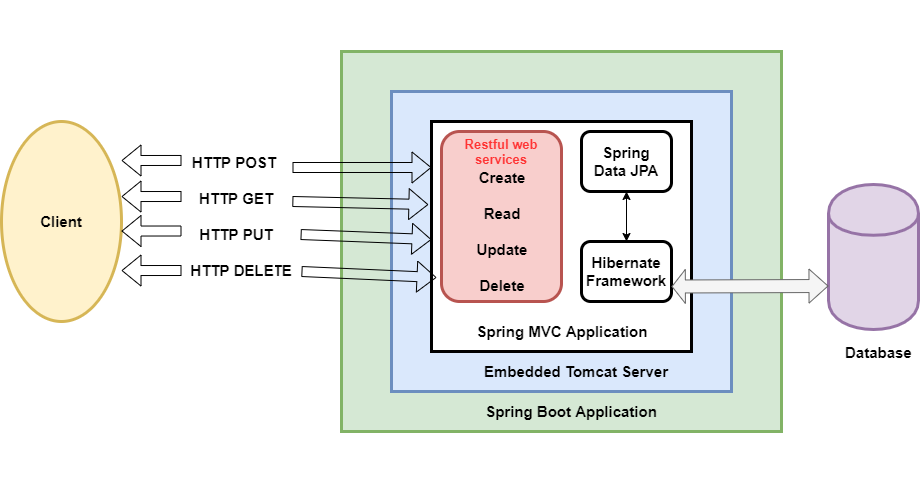 Client
HTTP POST
HTTP GET
HTTP PUT
HTTP DELETE
Restful web
services
Create
Read
Update
Delete
Spring
Data JPA
Hibernate
Framework
Spring MVC Application
Embedded Tomcat Server
Spring Boot Application
Database